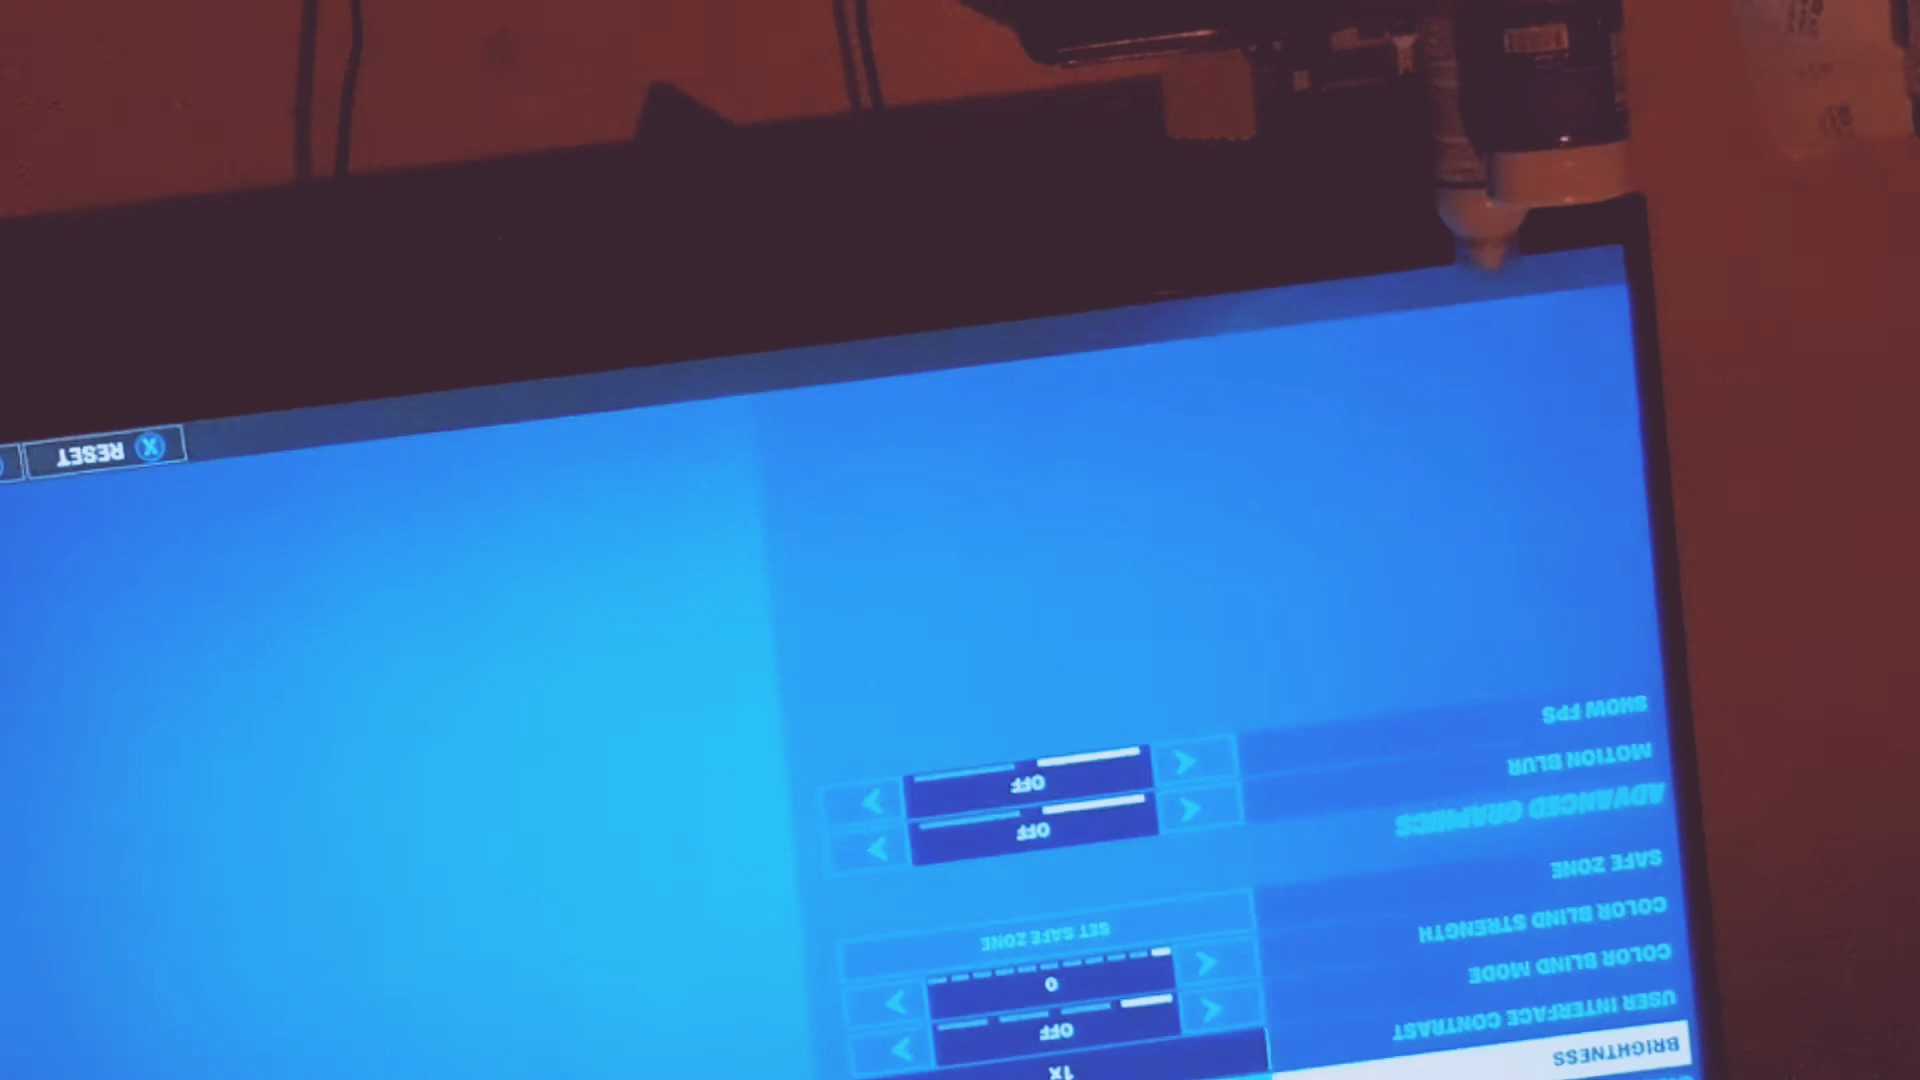 BRIGHTNESS
USER INTERFACE CONTRAST 1X
COLOR BLIND MODE OFF
COLOR BLIND STRENGTH 0
SAFE ZONE SET SAFE ZONE
ADVANCED GRAPHICS
MOTION BLUR OFF
SHOW FPS OFF
X RESET